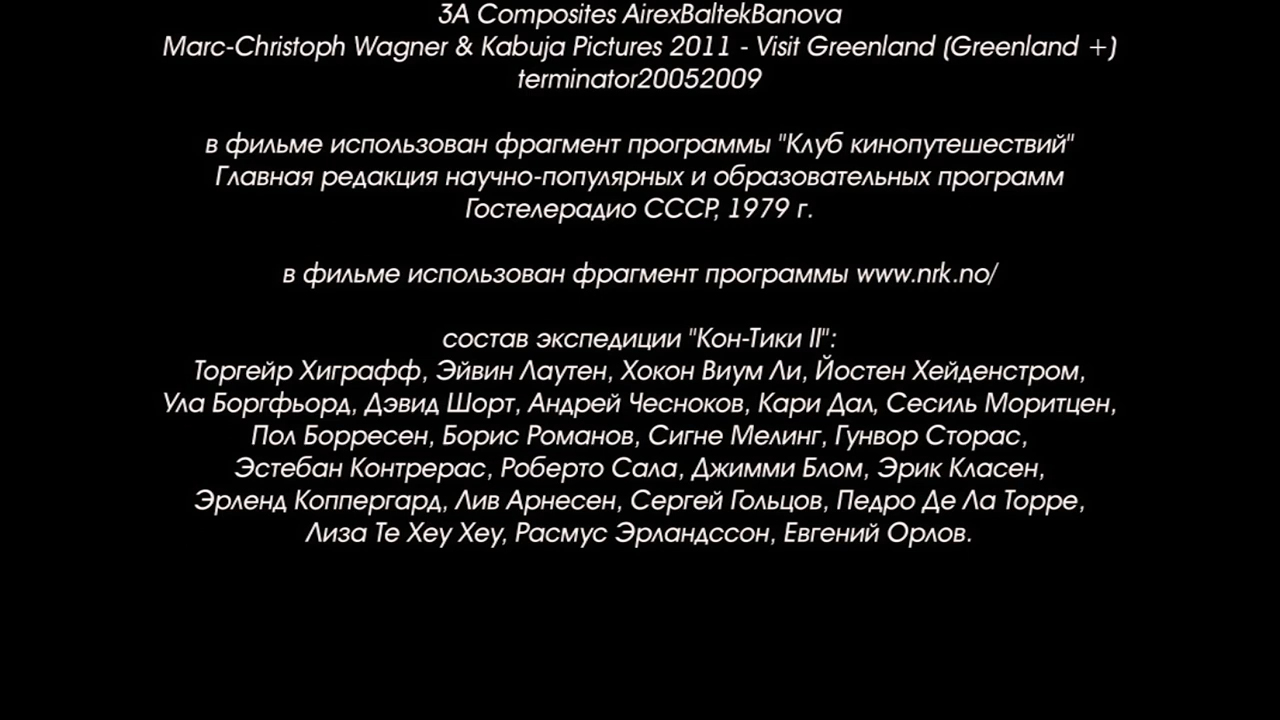 3A Composites AirexBaltekBanova
Marc-Christoph Wagner & Kabuja Pictures 2011 - Visit Greenland (Greenland +)
terminator20052009
в фильме использован фрагмент программы "Клуб кинопутешествий"
Главная редакция научно-популярных и образовательных программ
Гостелерадио СССР, 1979 г.
в фильме использован фрагмент программы www.nrk.no/
состав экспедиции "Кон-Тики II":
Торгейр Хиграфф, Эйвин Лаутен, Хокон Виум Ли, Йостен Хейденстром,
Ула Боргфьорд, Дэвид Шорт, Андрей Чесноков, Кари Дал, Сесиль Моритцен,
Пол Борресен, Борис Романов, Сигне Мелинг, Гунвор Сторас,
Эстебан Контрерас, Роберто Сала, Джимми Блом, Эрик Класен,
Эрленд Коппергард, Лив Арнесен, Сергей Гольцов, Педро Де Ла Торре,
Лиза Те Хеу Хеу, Расмус Эрландссон, Евгений Орлов.